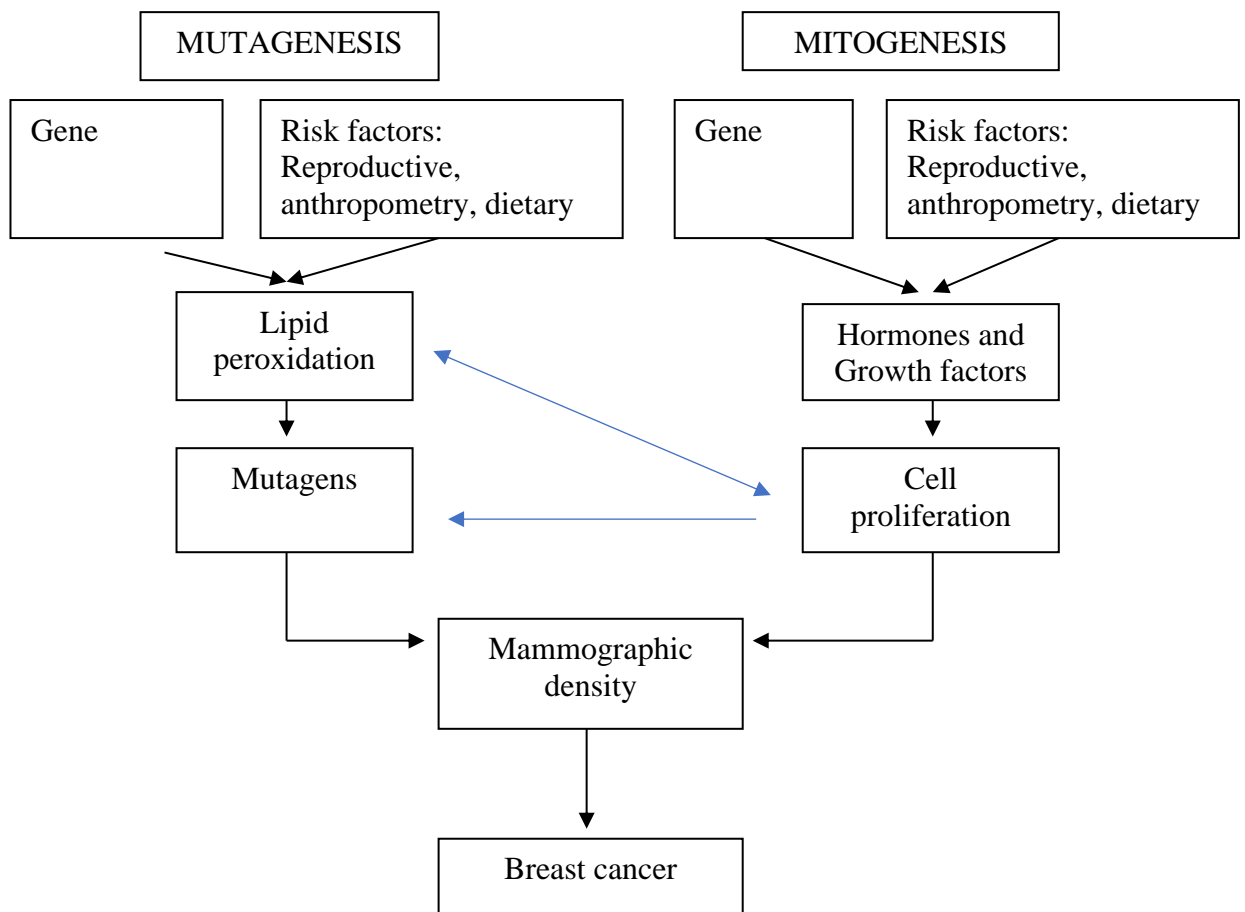 MUTAGENESIS
MITOGENESIS
Gene
Risk factors:
Reproductive,
anthropometry, dietary
Gene
Risk factors:
Reproductive,
anthropometry, dietary
Lipid
peroxidation
Hormones and
Growth factors
Mutagens
Cell
proliferation
Mammographic
density
Breast cancer